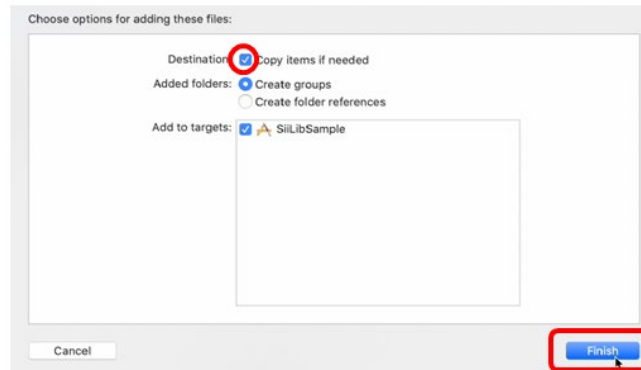 Choose options for adding these files:
Destination: Copy items if needed
Added folders: Create groups
Create folder references
Add to targets: SiiLibSample
Cancel
Finish